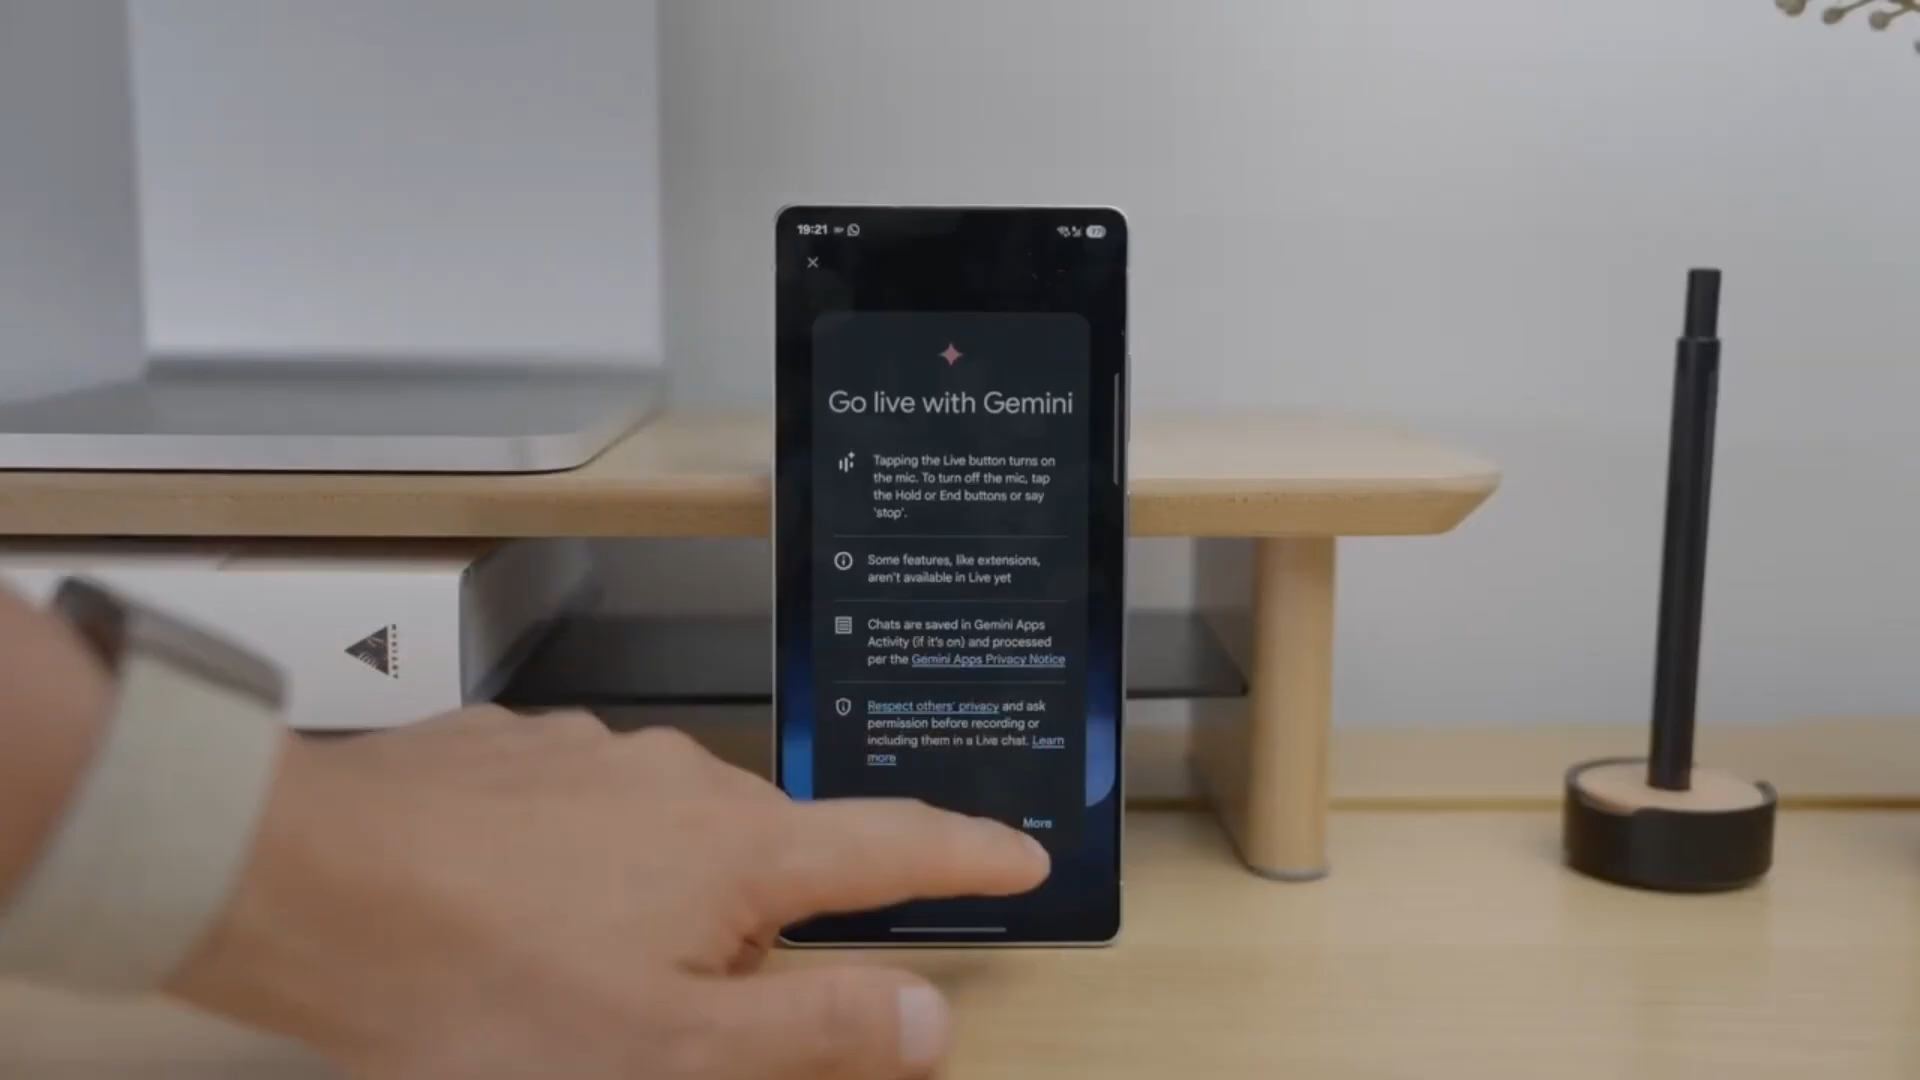 19:21
77
Go live with Gemini
Tapping the Live button turns on
the mic. To turn off the mic, tap
the Hold or End buttons or say
'stop'.
Some features, like extensions,
aren't available in Live yet
Chats are saved in Gemini Apps
Activity (if it's on) and processed
per the Gemini Apps Privacy Notice
Respect others' privacy and ask
permission before recording or
including them in a Live chat. Learn
more
More